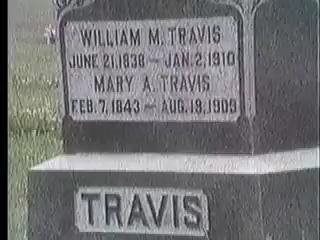 WILLIAM M. TRAVIS
JUNE 21, 1838 — JAN. 2, 1910
MARY A. TRAVIS
FEB. 7, 1843 — AUG. 19, 1909
TRAVIS